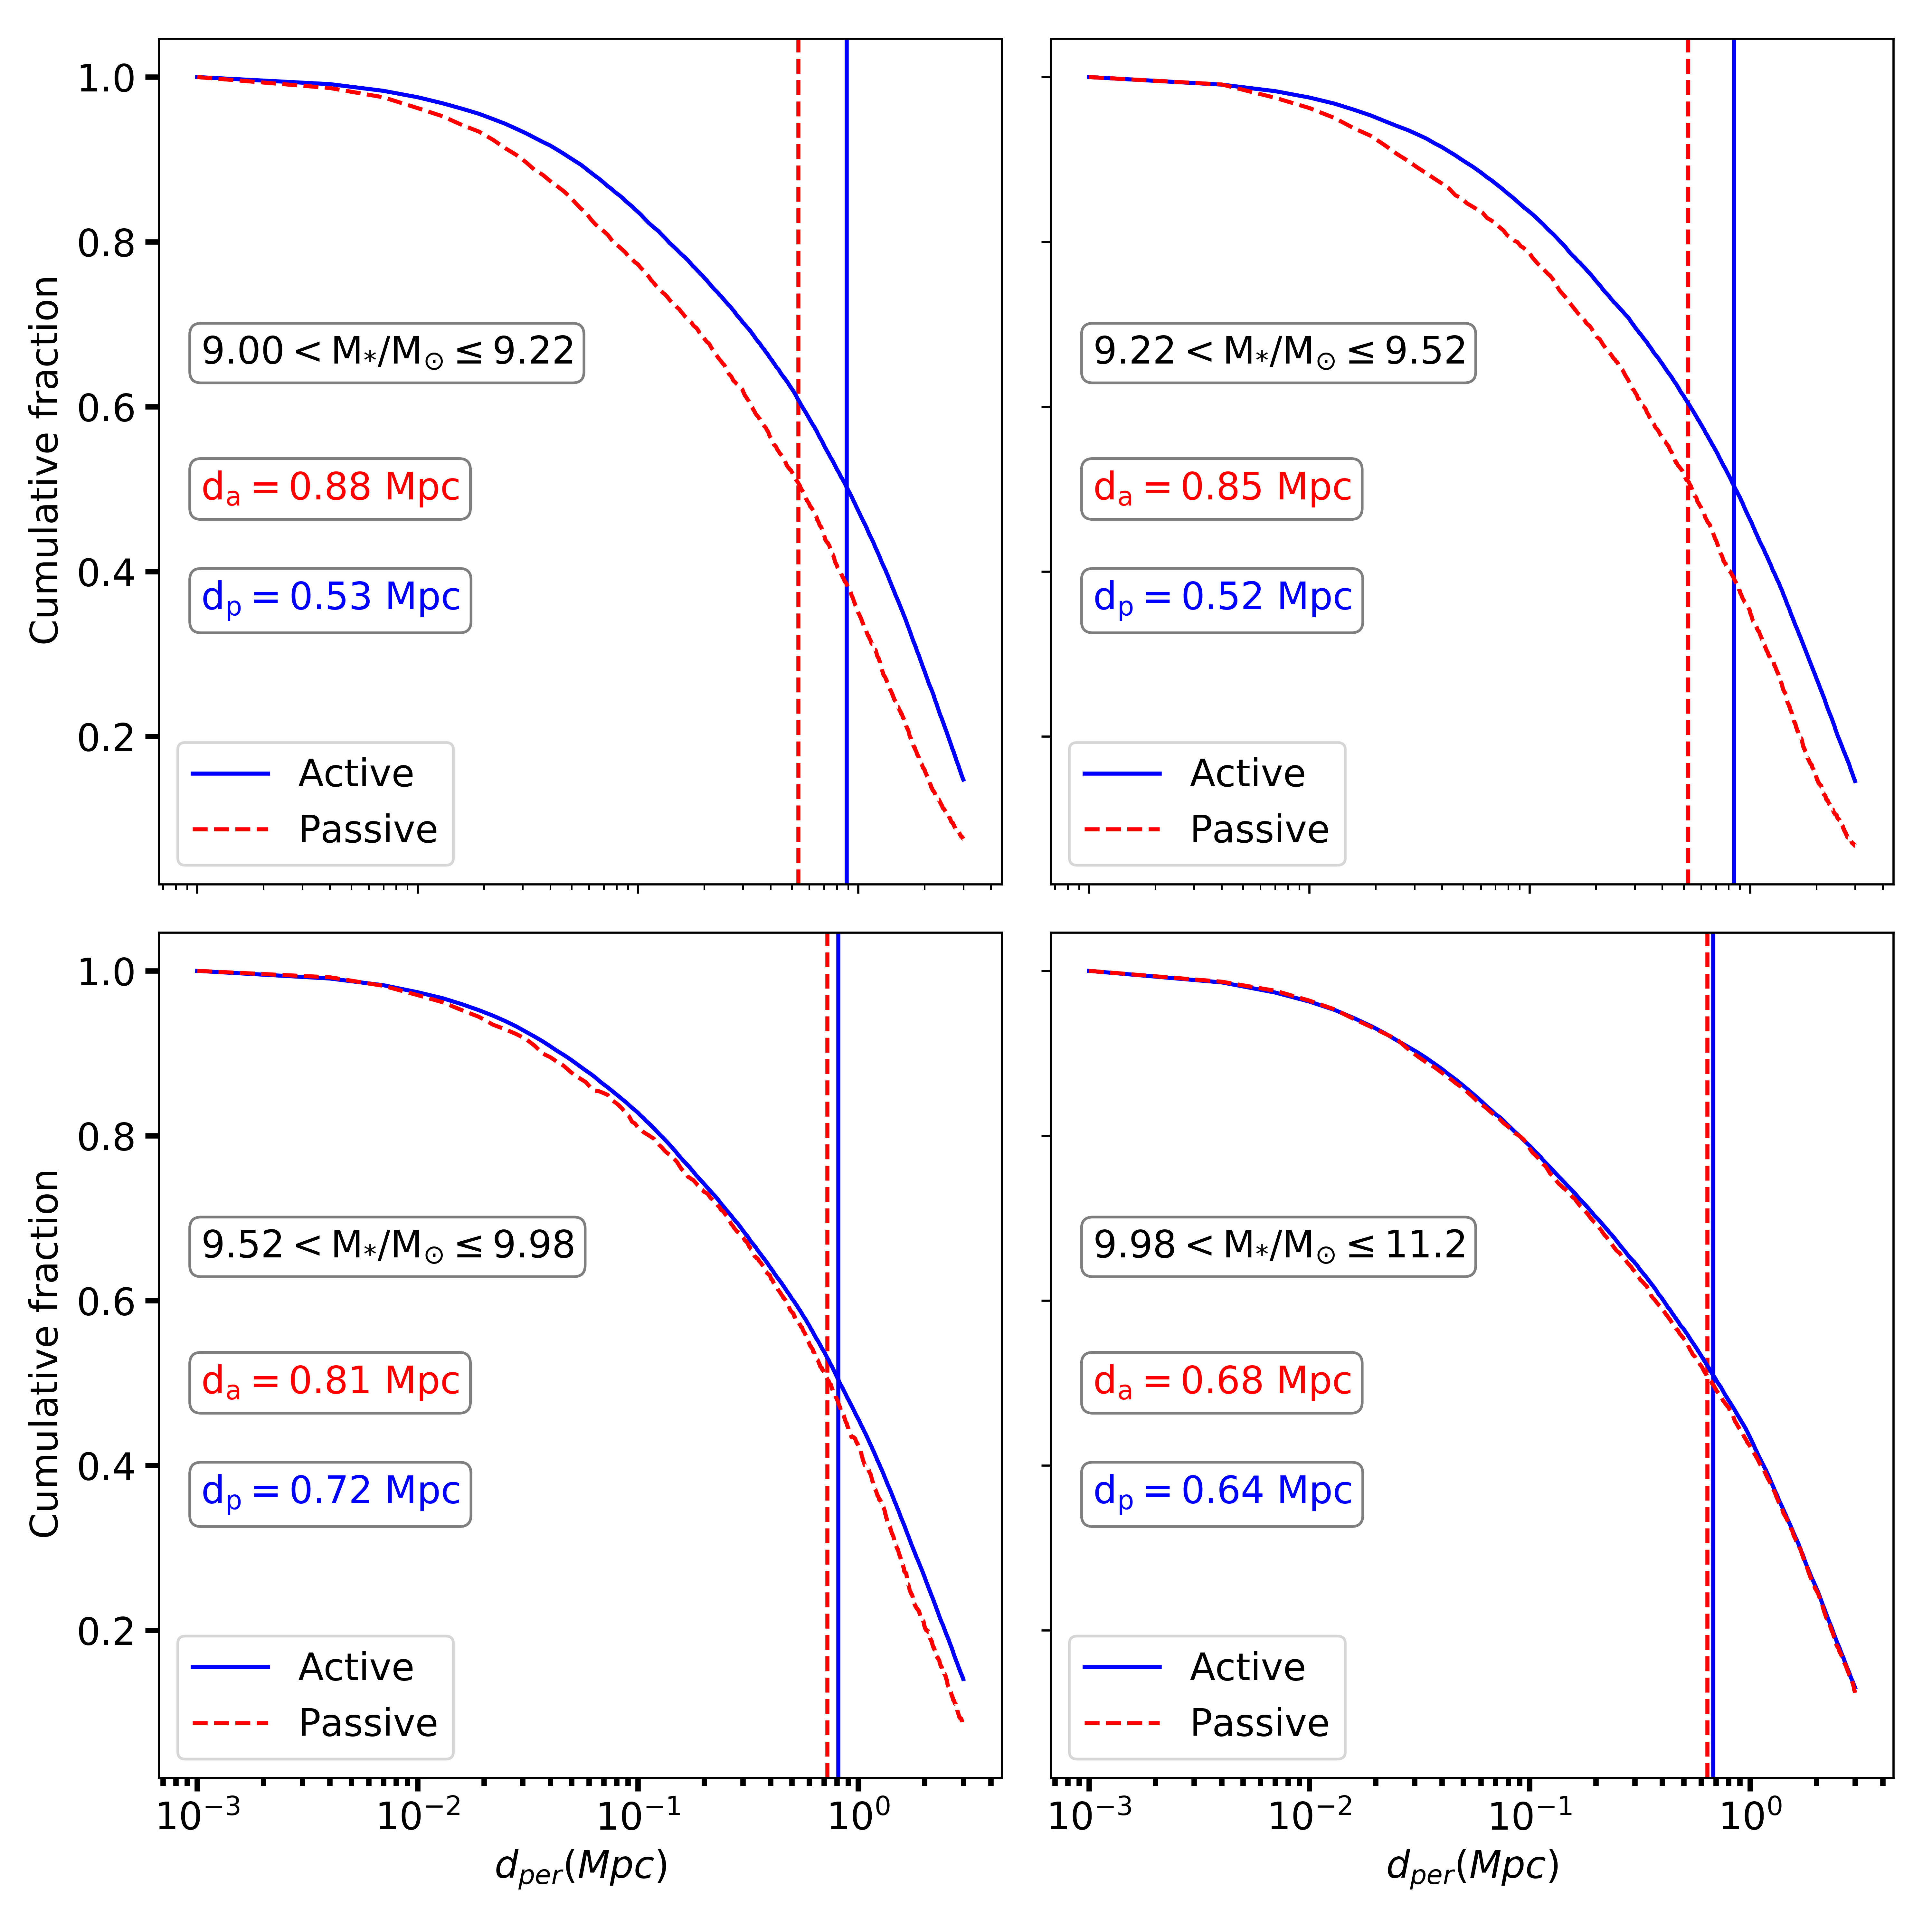 1.0
0.8
0.6
0.4
0.2
Cumulative fraction
9.00 < M*/M⊙ ≤ 9.22
dₐ = 0.88 Mpc
dₚ = 0.53 Mpc
Active
Passive
9.22 < M*/M⊙ ≤ 9.52
dₐ = 0.85 Mpc
dₚ = 0.52 Mpc
Active
Passive
1.0
0.8
0.6
0.4
0.2
Cumulative fraction
9.52 < M*/M⊙ ≤ 9.98
dₐ = 0.81 Mpc
dₚ = 0.72 Mpc
Active
Passive
10⁻³ 10⁻² 10⁻¹ 10⁰
d_per(Mpc)
9.98 < M*/M⊙ ≤ 11.2
dₐ = 0.68 Mpc
dₚ = 0.64 Mpc
Active
Passive
10⁻³ 10⁻² 10⁻¹ 10⁰
d_per(Mpc)